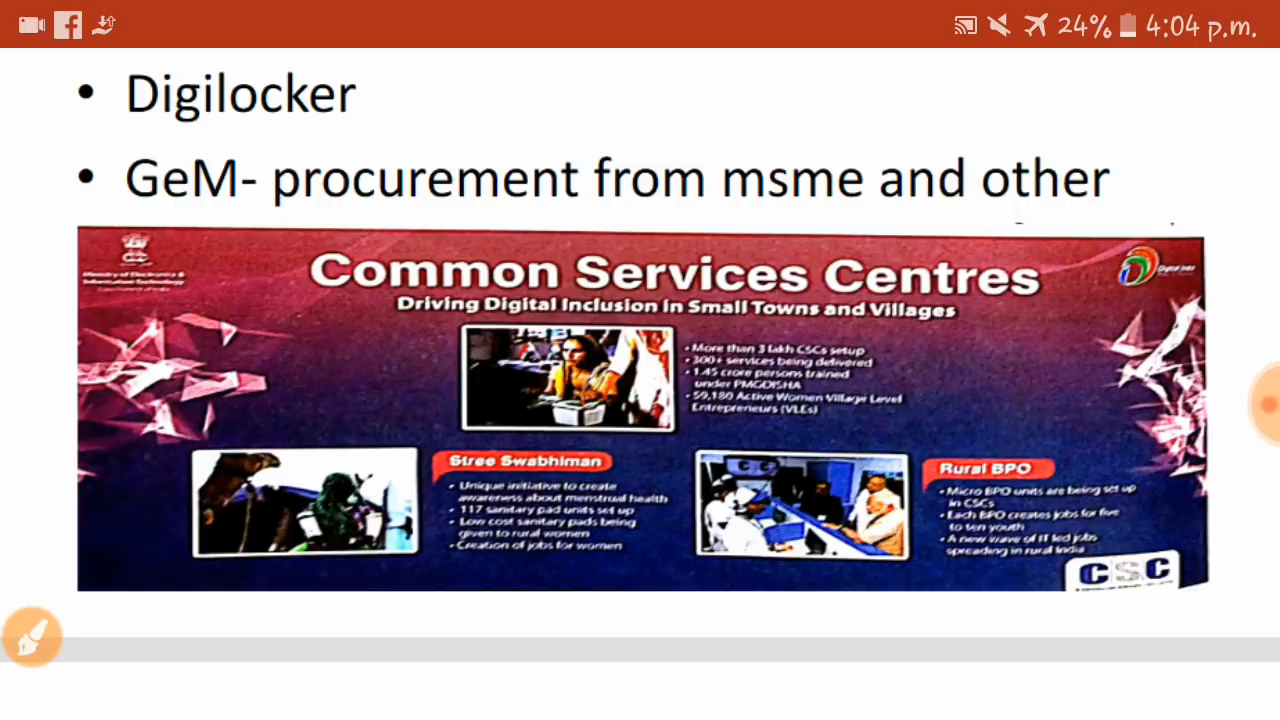 24% 4:04 p.m.
• Digilocker
• GeM- procurement from msme and other
Ministry of Electronics &
Information Technology
Government of India
Common Services Centres
Driving Digital Inclusion in Small Towns and Villages
Digital India
• More than 3 lakh CSCs setup
• 300+ services being delivered
• 1.45 crore persons trained
under PMGDISHA
• 59,180 Active Women Village Level
Entrepreneurs (VLEs)
Stree Swabhiman
• Unique initiative to create
awareness about menstrual health
• 117 sanitary pad units set up
• Low cost sanitary pads being
given to rural women
• Creation of jobs for women
Rural BPO
• Micro BPO units are being set up
in CSCs
• Each BPO creates jobs for five
to ten youth
• A new wave of IT led jobs
spreading in rural India
CSC